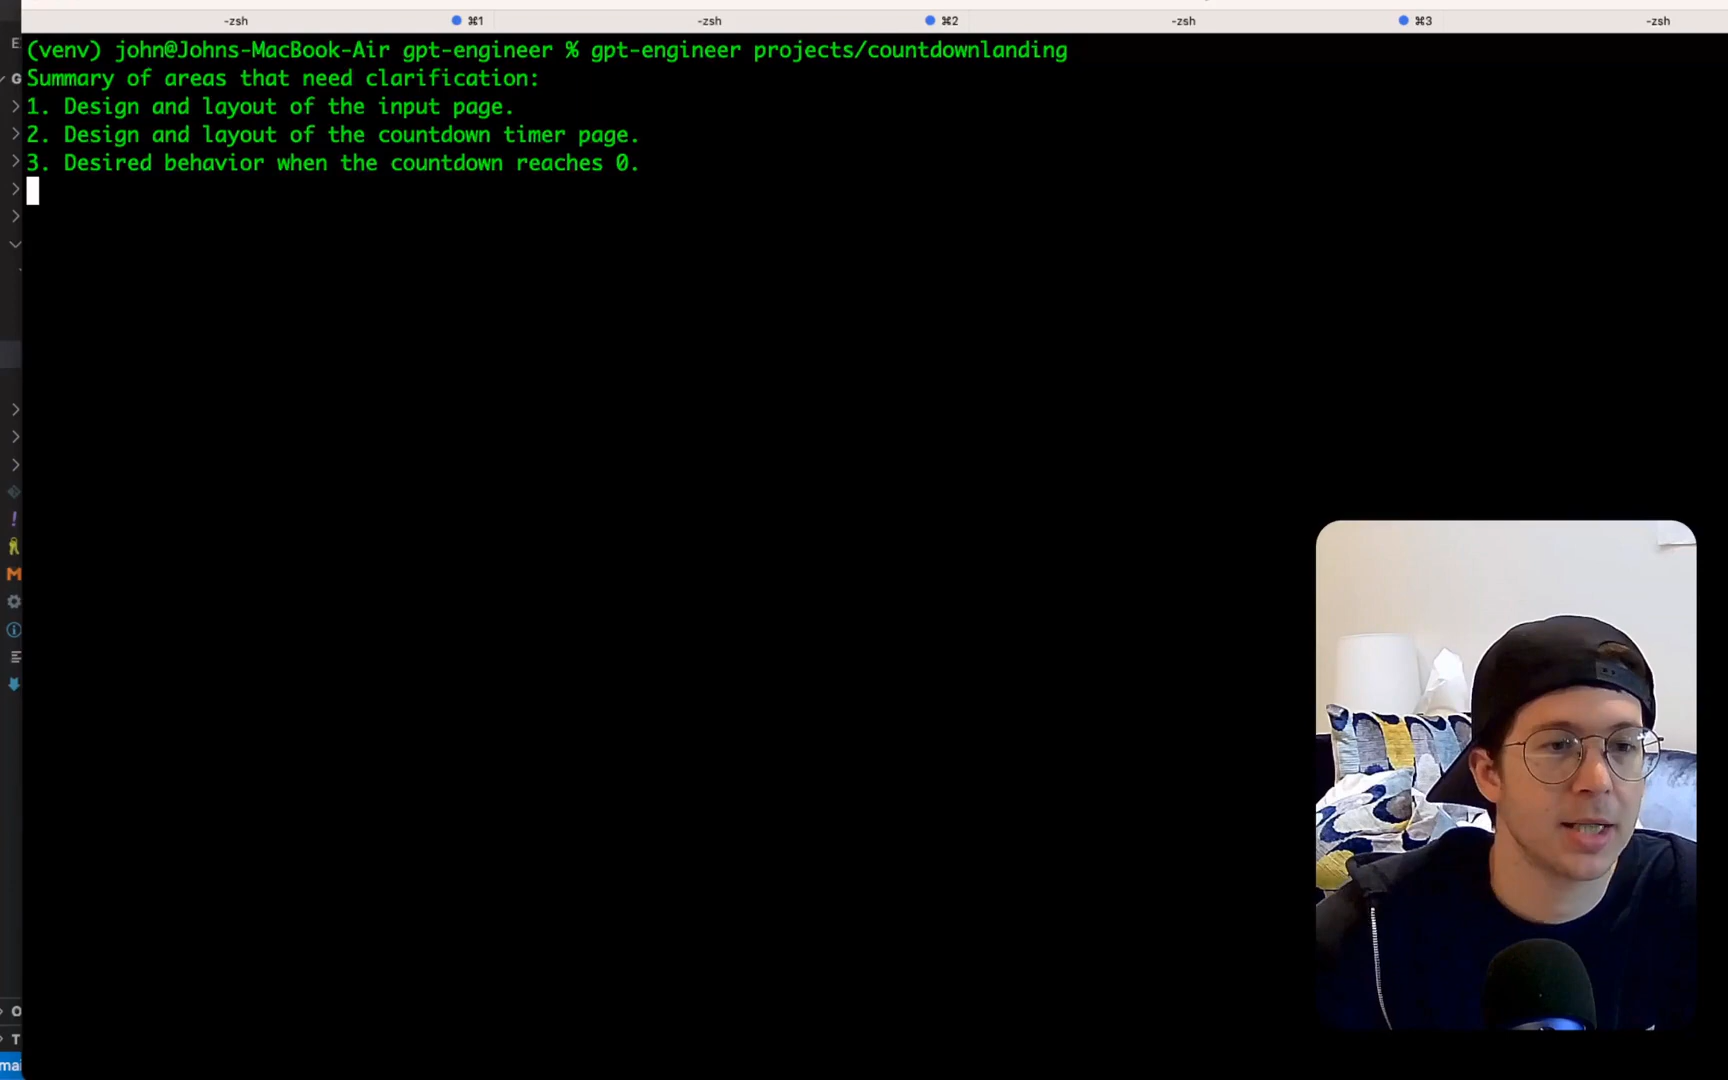 -zsh ⌘1 -zsh ⌘2 -zsh ⌘3 -zsh
(venv) john@Johns-MacBook-Air gpt-engineer % gpt-engineer projects/countdownlanding
Summary of areas that need clarification:
1. Design and layout of the input page.
2. Design and layout of the countdown timer page.
3. Desired behavior when the countdown reaches 0.
E
G
!
M
O
T
mai